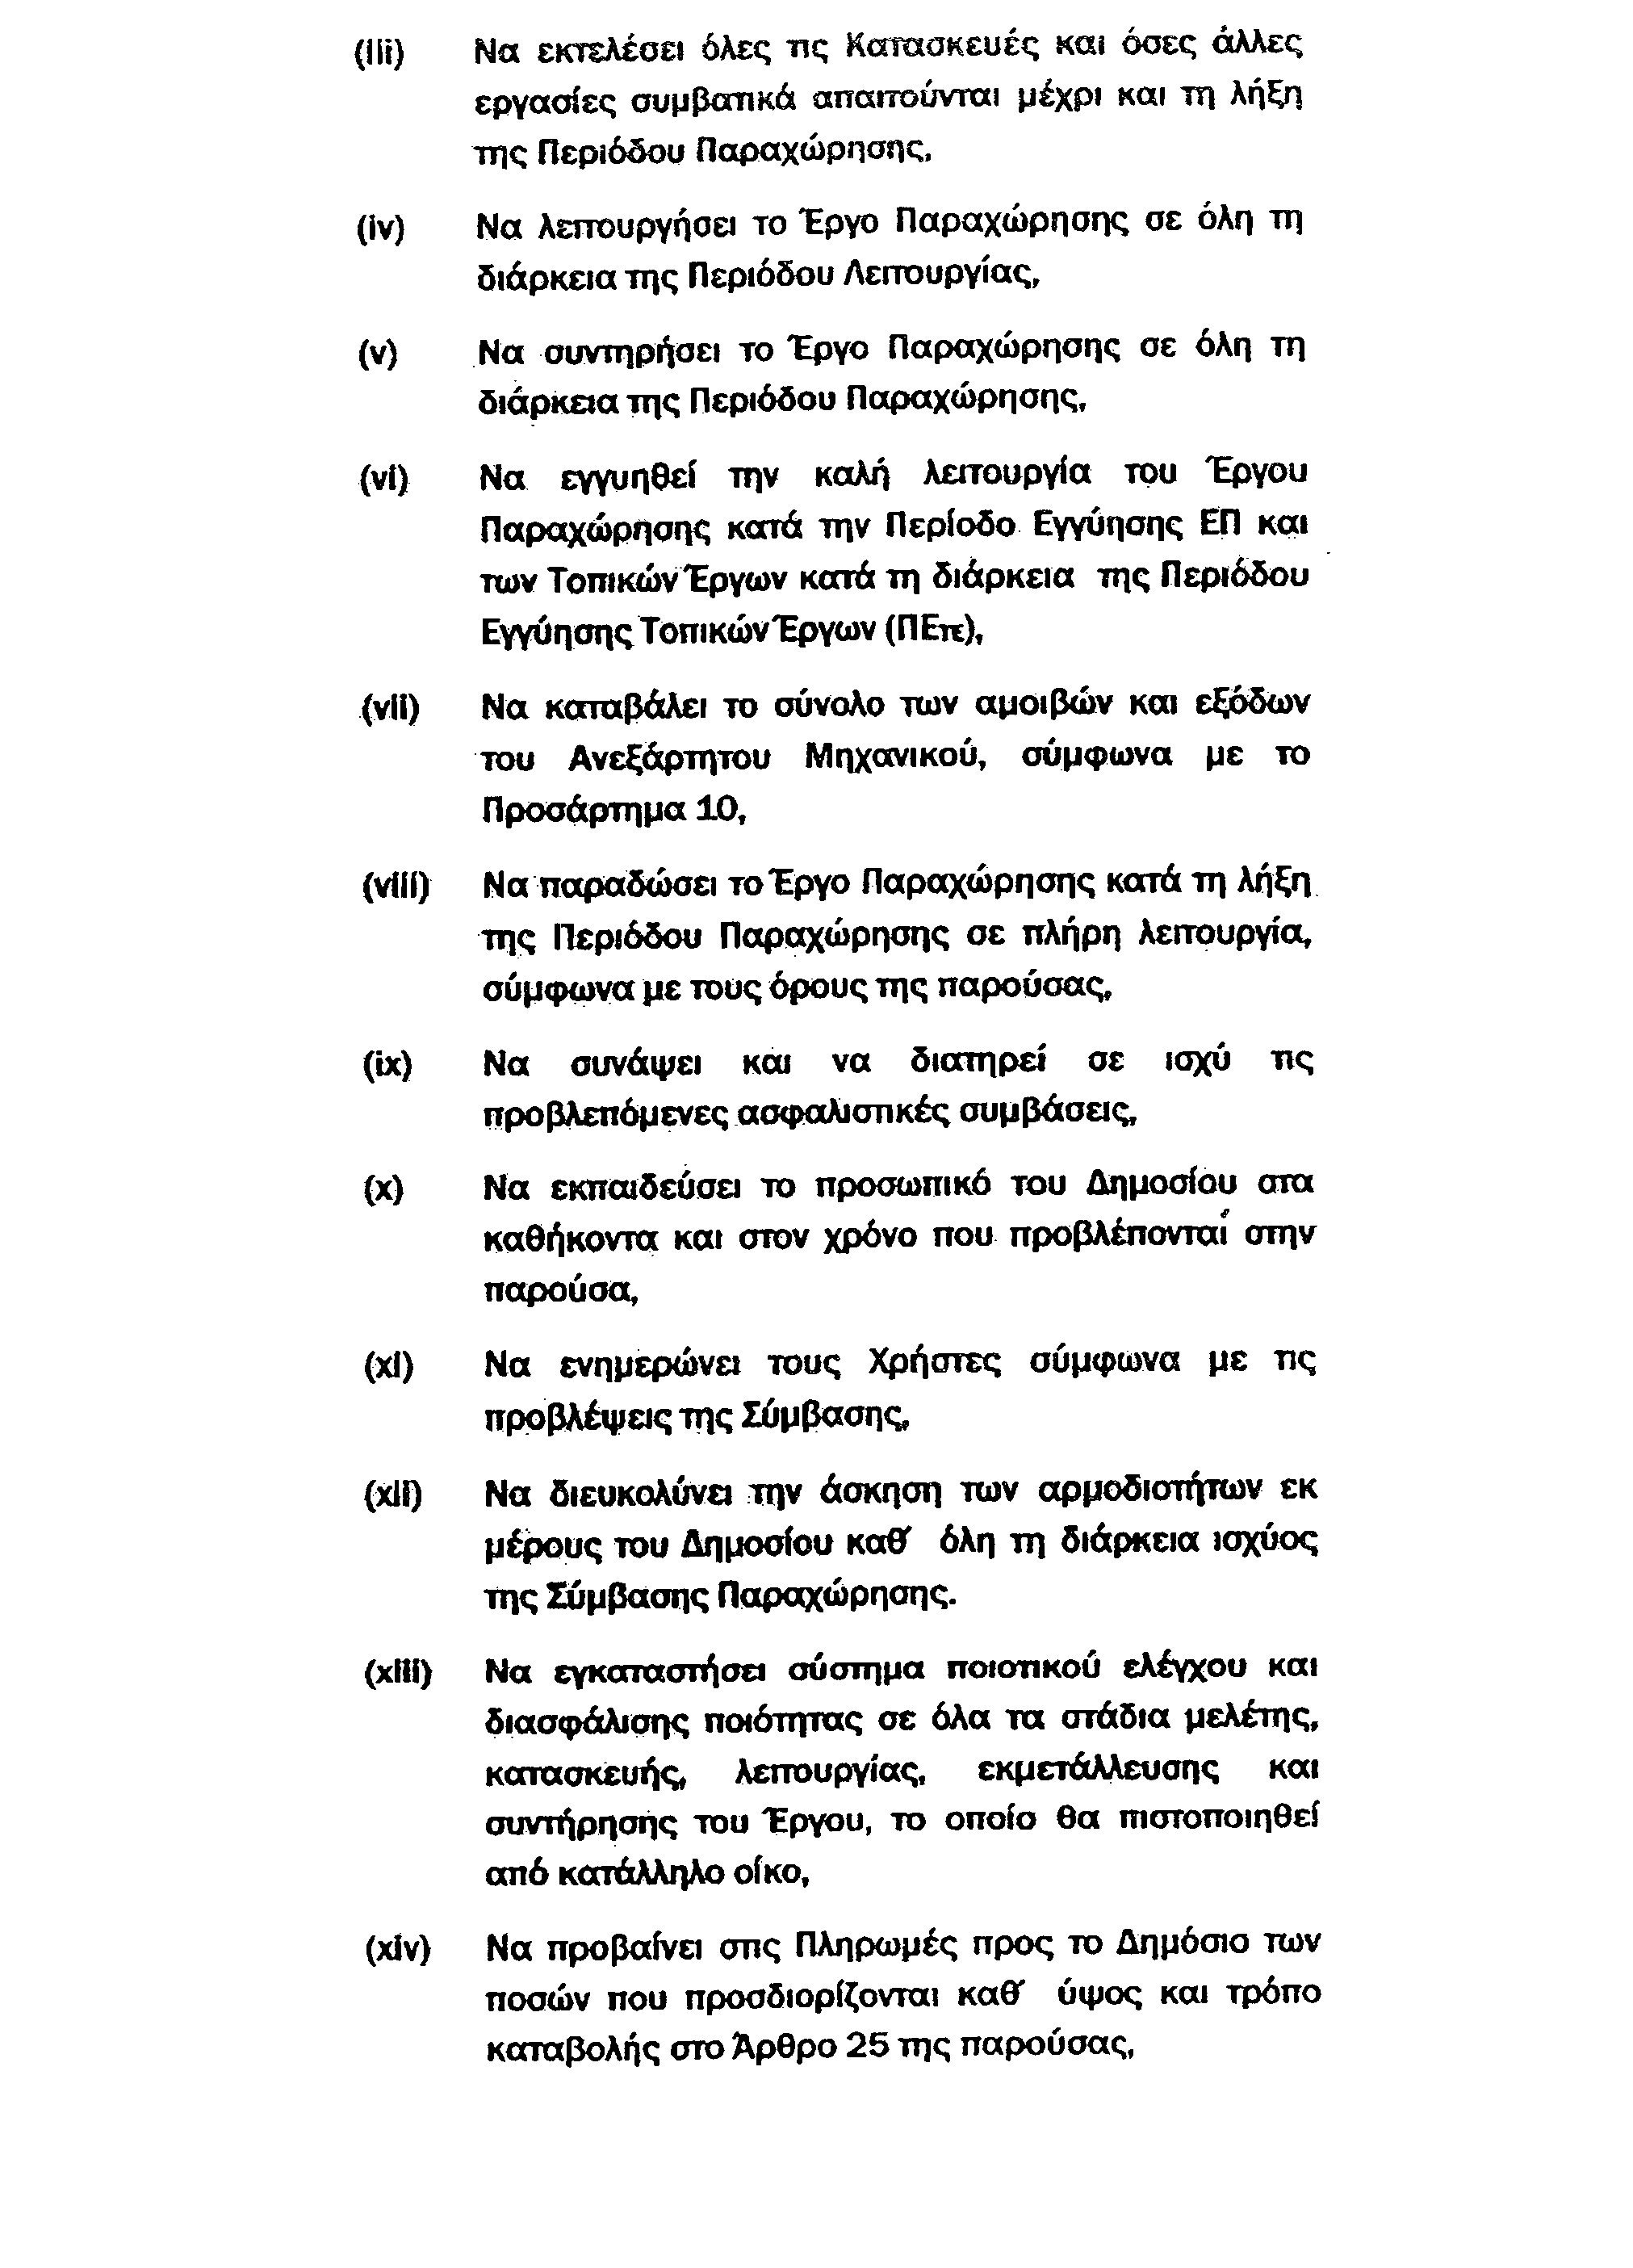 (iii) Να εκτελέσει όλες τις Κατασκευές και όσες άλλες
εργασίες συμβατικά απαιτούνται μέχρι και τη λήξη
της Περιόδου Παραχώρησης,
(iv) Να λειτουργήσει το Έργο Παραχώρησης σε όλη τη
διάρκεια της Περιόδου Λειτουργίας,
(v) Να συντηρήσει το Έργο Παραχώρησης σε όλη τη
διάρκεια της Περιόδου Παραχώρησης,
(vi) Να εγγυηθεί την καλή λειτουργία του Έργου
Παραχώρησης κατά την Περίοδο Εγγύησης ΕΠ και
των Τοπικών Έργων κατά τη διάρκεια της Περιόδου
Εγγύησης Τοπικών Έργων (ΠΕτε),
(vii) Να καταβάλει το σύνολο των αμοιβών και εξόδων
του Ανεξάρτητου Μηχανικού, σύμφωνα με το
Προσάρτημα 10,
(viii) Να παραδώσει το Έργο Παραχώρησης κατά τη λήξη
της Περιόδου Παραχώρησης σε πλήρη λειτουργία,
σύμφωνα με τους όρους της παρούσας,
(ix) Να συνάψει και να διατηρεί σε ισχύ τις
προβλεπόμενες ασφαλιστικές συμβάσεις,
(x) Να εκπαιδεύσει το προσωπικό του Δημοσίου στα
καθήκοντα και στον χρόνο που προβλέπονται στην
παρούσα,
(xi) Να ενημερώνει τους Χρήστες σύμφωνα με τις
προβλέψεις της Σύμβασης,
(xii) Να διευκολύνει την άσκηση των αρμοδιοτήτων εκ
μέρους του Δημοσίου καθ' όλη τη διάρκεια ισχύος
της Σύμβασης Παραχώρησης.
(xiii) Να εγκαταστήσει σύστημα ποιοτικού ελέγχου και
διασφάλισης ποιότητας σε όλα τα στάδια μελέτης,
κατασκευής, λειτουργίας, εκμετάλλευσης και
συντήρησης του Έργου, το οποίο θα πιστοποιηθεί
από κατάλληλο οίκο,
(xiv) Να προβαίνει στις Πληρωμές προς το Δημόσιο των
ποσών που προσδιορίζονται καθ' ύψος και τρόπο
καταβολής στο Άρθρο 25 της παρούσας,